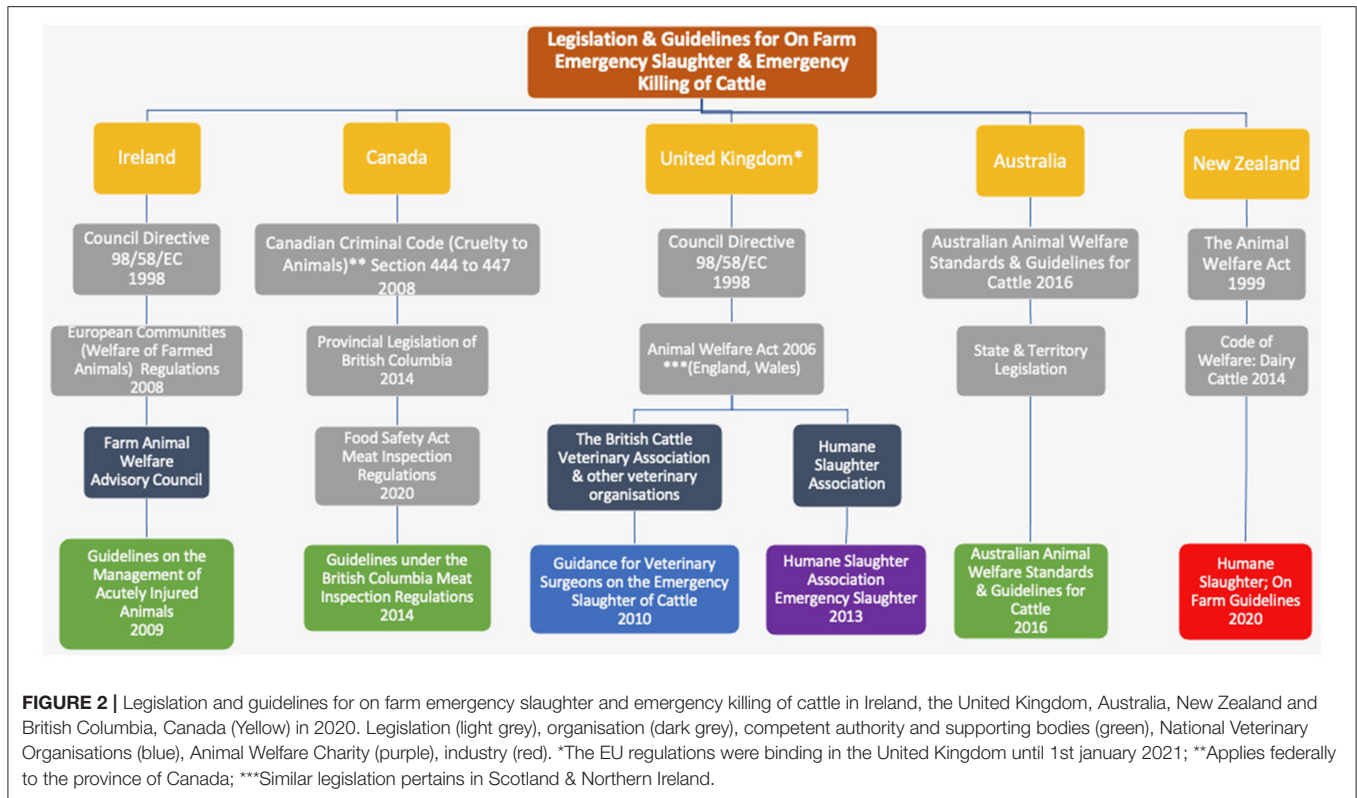 Legislation & Guidelines for On Farm
Emergency Slaughter & Emergency
Killing of Cattle
Ireland
Canada
United Kingdom*
Australia
New Zealand
Council Directive
98/58/EC
1998
Canadian Criminal Code (Cruelty to
Animals)** Section 444 to 447
2008
Council Directive
98/58/EC
1998
Australian Animal Welfare
Standards & Guidelines for
Cattle 2016
The Animal
Welfare Act
1999
European Communities
(Welfare of Farmed
Animals) Regulations
2008
Provincial Legislation of
British Columbia
2014
Animal Welfare Act 2006
***(England, Wales)
State & Territory
Legislation
Code of
Welfare: Dairy
Cattle 2014
Farm Animal
Welfare
Advisory Council
Food Safety Act
Meat Inspection
Regulations
2020
The British Cattle
Veterinary Association
& other veterinary
organisations
Humane
Slaughter
Association
Guidelines on the
Management of
Acutely Injured
Animals
2009
Guidelines under the
British Columbia Meat
Inspection Regulations
2014
Guidance for Veterinary
Surgeons on the Emergency
Slaughter of Cattle
2010
Humane Slaughter
Association
Emergency Slaughter
2013
Australian Animal
Welfare Standards
& Guidelines for
Cattle
2016
Humane
Slaughter; On
Farm Guidelines
2020
FIGURE 2 | Legislation and guidelines for on farm emergency slaughter and emergency killing of cattle in Ireland, the United Kingdom, Australia, New Zealand and
British Columbia, Canada (Yellow) in 2020. Legislation (light grey), organisation (dark grey), competent authority and supporting bodies (green), National Veterinary
Organisations (blue), Animal Welfare Charity (purple), industry (red). *The EU regulations were binding in the United Kingdom until 1st january 2021; **Applies federally
to the province of Canada; ***Similar legislation pertains in Scotland & Northern Ireland.